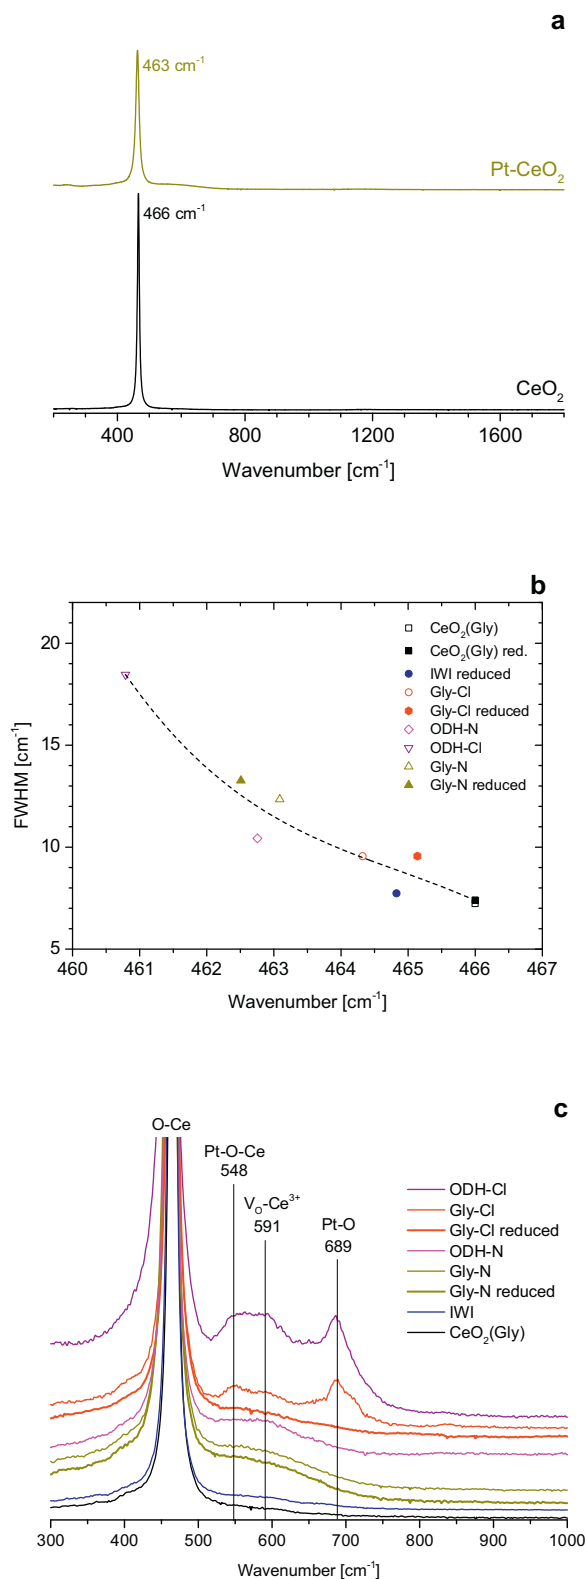 a
463 cm⁻¹
Pt-CeO₂
466 cm⁻¹
CeO₂
400 800 1200 1600
Wavenumber [cm⁻¹]
b
20
15
10
5
FWHM [cm⁻¹]
CeO₂(Gly)
CeO₂(Gly) red.
IWI reduced
Gly-Cl
Gly-Cl reduced
ODH-N
ODH-Cl
Gly-N
Gly-N reduced
460 461 462 463 464 465 466 467
Wavenumber [cm⁻¹]
c
O-Ce
Pt-O-Ce
548
V₀-Ce³⁺
591
Pt-O
689
ODH-Cl
Gly-Cl
Gly-Cl reduced
ODH-N
Gly-N
Gly-N reduced
IWI
CeO₂(Gly)
300 400 500 600 700 800 900 1000
Wavenumber [cm⁻¹]